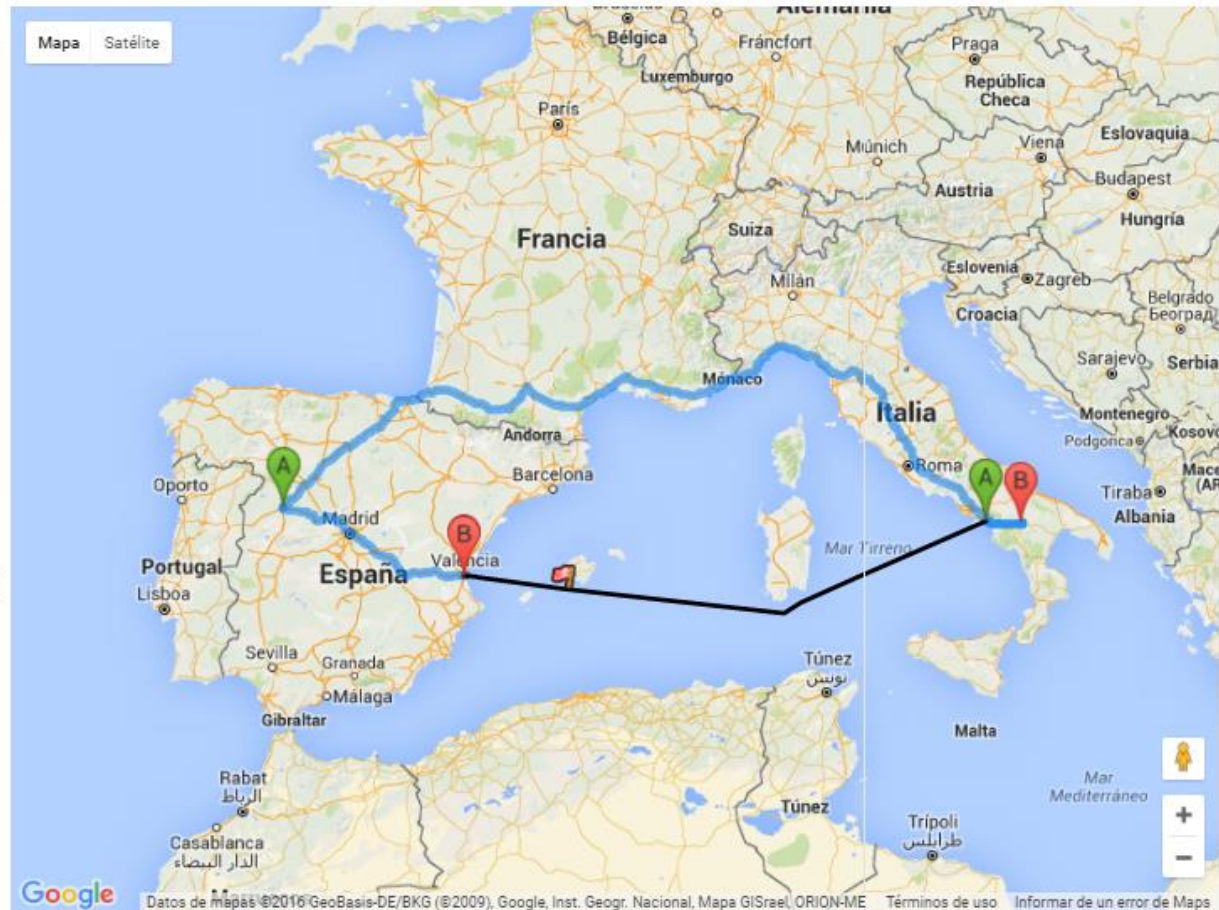 Mapa Satélite
Alemania
Bélgica
Fráncfort
Praga
Luxemburgo
República
Checa
París
Eslovaquia
Múnich
Viena
Austria
Budapest
Hungría
Suiza
Francia
Eslovenia
Zagreb
Milán
Croacia
Belgrado
Београд
Sarajevo
Serbia
Mónaco
Italia
Montenegro
Kosovo
Podgorica
Andorra
Barcelona
A
Oporto
Roma
A
B
Tiraba
Albania
Mace
(AR
Madrid
B
Valencia
Mar Tirreno
Portugal
España
Lisboa
Sevilla
Granada
Málaga
Gibraltar
Túnez
تونس
Malta
Rabat
الرباط
Mar
Mediterráneo
Túnez
Casablanca
الدار البيضاء
Trípoli
طرابلس
+
−
Google
Datos de mapas ©2016 GeoBasis-DE/BKG (©2009), Google, Inst. Geogr. Nacional, Mapa GISrael, ORION-ME Términos de uso Informar de un error de Maps